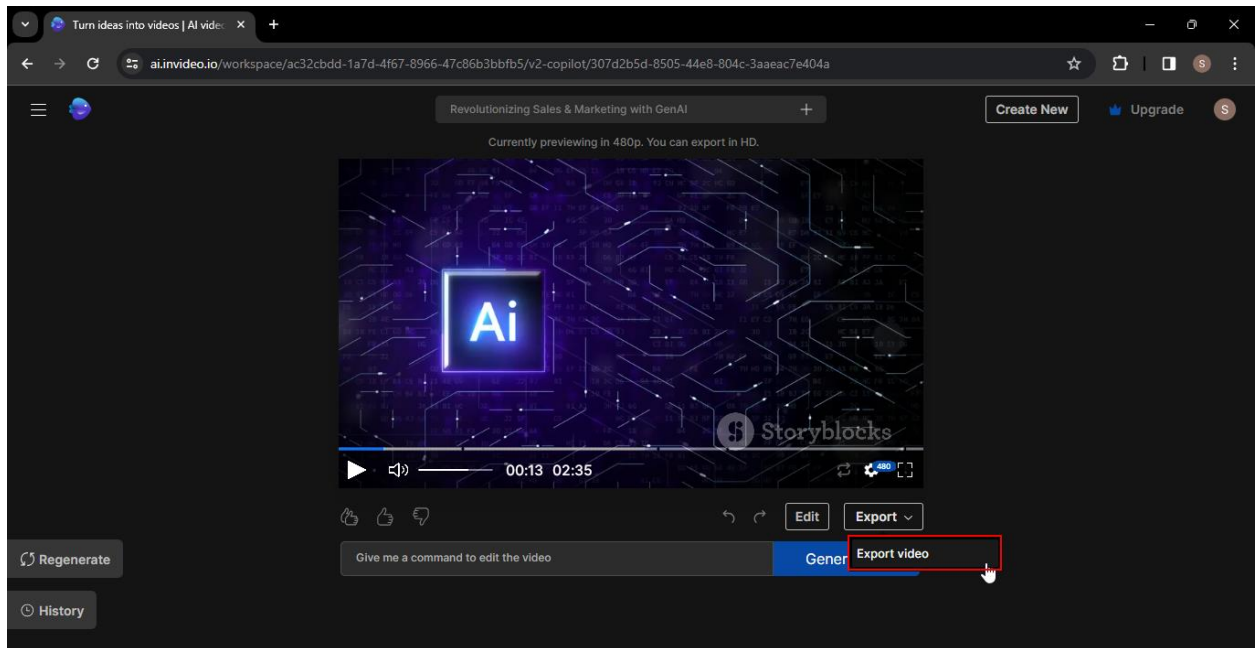 Turn ideas into videos | AI video
ai.invideo.io/workspace/ac32cbdd-1a7d-4f67-8966-47c86b3bbfb5/v2-copilot/307d2b5d-8505-44e8-804c-3aaeac7e404a
S
Revolutionizing Sales & Marketing with GenAI
Create New
Upgrade
S
Currently previewing in 480p. You can export in HD.
Ai
Storyblocks
00:13 02:35
480
Edit
Export
Give me a command to edit the video
Gener
Export video
Regenerate
History